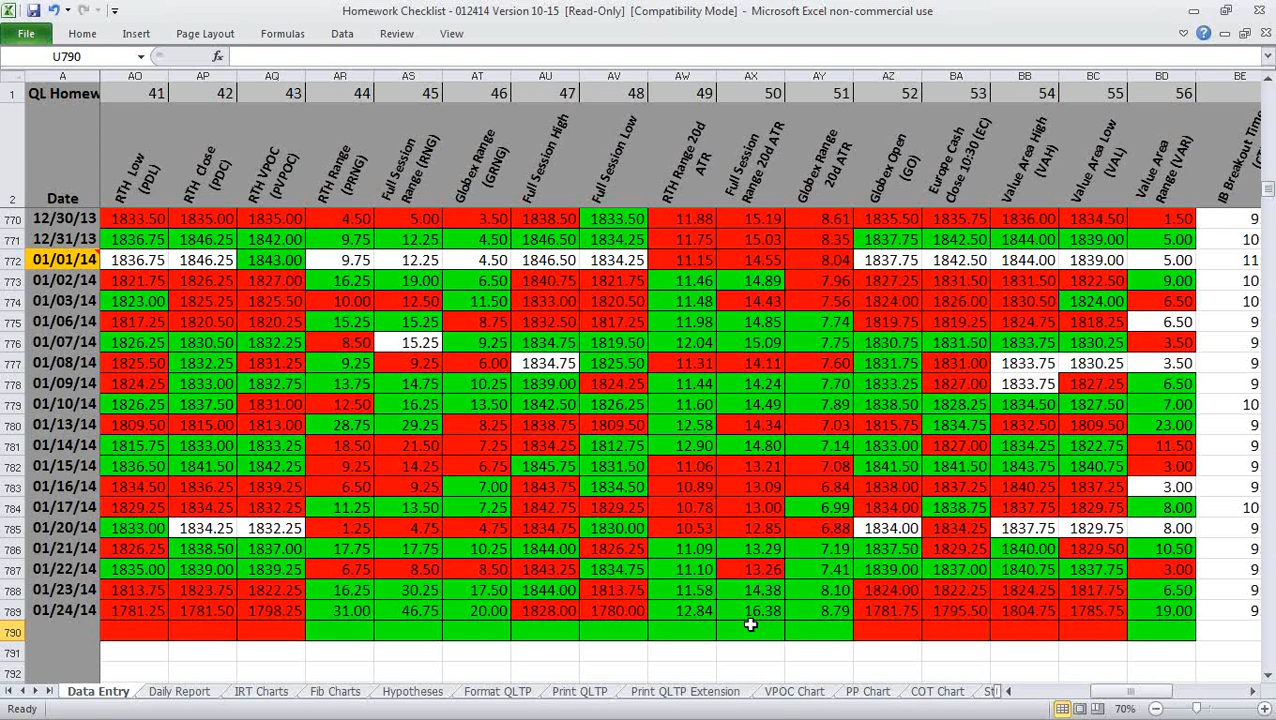 Homework Checklist - 012414 Version 10-15 [Read-Only] [Compatibility Mode] - Microsoft Excel non-commercial use
File Home Insert Page Layout Formulas Data Review View
U790 fx
A AO AP AQ AR AS AT AU AV AW AX AY AZ BA BB BC BD BE
1 QL Homew 41 42 43 44 45 46 47 48 49 50 51 52 53 54 55 56
2 Date RTH Low (PDL) RTH Close (PDC) RTH VPOC (PVPOC) RTH Range (PRNG) Full Session Range (RNG) Globex Range (GRNG) Full Session High Full Session Low RTH Range 20d ATR Full Session Range 20d ATR Globex Range 20d ATR Globex Open (GO) Europe Cash Close 10:30 (EC) Value Area High (VAH) Value Area Low (VAL) Value Area Range (VAR) IB Breakout Time
770 12/30/13 1833.50 1835.00 1835.00 4.50 5.00 3.50 1838.50 1833.50 11.88 15.19 8.61 1835.50 1835.75 1836.00 1834.50 1.50 9
771 12/31/13 1836.75 1846.25 1842.00 9.75 12.25 4.50 1846.50 1834.25 11.75 15.03 8.35 1837.75 1842.50 1844.00 1839.00 5.00 10
772 01/01/14 1836.75 1846.25 1843.00 9.75 12.25 4.50 1846.50 1834.25 11.15 14.55 8.04 1837.75 1842.50 1844.00 1839.00 5.00 11
773 01/02/14 1821.75 1826.25 1827.00 16.25 19.00 6.50 1840.75 1821.75 11.46 14.89 7.96 1827.25 1831.50 1831.50 1822.50 9.00 10
774 01/03/14 1823.00 1825.25 1825.50 10.00 12.50 11.50 1833.00 1820.50 11.48 14.43 7.56 1824.00 1826.00 1830.50 1824.00 6.50 10
775 01/06/14 1817.25 1820.50 1820.25 15.25 15.25 8.75 1832.50 1817.25 11.98 14.85 7.74 1819.75 1819.25 1824.75 1818.25 6.50 9
776 01/07/14 1826.25 1830.50 1832.25 8.50 15.25 9.25 1834.75 1819.50 12.04 15.09 7.75 1830.75 1831.50 1833.75 1830.25 3.50 9
777 01/08/14 1825.50 1832.25 1831.25 9.25 9.25 6.00 1834.75 1825.50 11.31 14.11 7.60 1831.75 1831.00 1833.75 1830.25 3.50 9
778 01/09/14 1824.25 1833.00 1832.75 13.75 14.75 10.25 1839.00 1824.25 11.44 14.24 7.70 1833.25 1827.00 1833.75 1827.25 6.50 9
779 01/10/14 1826.25 1837.50 1831.00 12.50 16.25 13.50 1842.50 1826.25 11.60 14.49 7.89 1838.50 1828.25 1834.50 1827.50 7.00 10
780 01/13/14 1809.50 1815.00 1813.00 28.75 29.25 8.25 1838.75 1809.50 12.58 14.34 7.03 1815.75 1834.75 1832.50 1809.50 23.00 9
781 01/14/14 1815.75 1833.00 1833.25 18.50 21.50 7.25 1834.25 1812.75 12.90 14.80 7.14 1833.00 1827.00 1834.25 1822.75 11.50 9
782 01/15/14 1836.50 1841.50 1842.25 9.25 14.25 6.75 1845.75 1831.50 11.06 13.21 7.08 1841.50 1841.50 1843.75 1840.75 3.00 9
783 01/16/14 1834.50 1836.25 1839.25 6.50 9.25 7.00 1843.75 1834.50 10.89 13.09 6.84 1838.00 1837.25 1840.25 1837.25 3.00 9
784 01/17/14 1829.25 1834.25 1832.25 11.25 13.50 7.25 1842.75 1829.25 10.78 13.00 6.99 1834.00 1838.75 1837.75 1829.75 8.00 10
785 01/20/14 1833.00 1834.25 1832.25 1.25 4.75 4.75 1834.75 1830.00 10.53 12.85 6.88 1834.00 1834.25 1837.75 1829.75 8.00 9
786 01/21/14 1826.25 1838.50 1837.00 17.75 17.75 10.25 1844.00 1826.25 11.09 13.29 7.19 1837.50 1829.25 1840.00 1829.50 10.50 9
787 01/22/14 1835.00 1839.00 1839.25 6.75 8.50 8.50 1843.25 1834.75 11.10 13.26 7.41 1839.00 1837.00 1840.75 1837.75 3.00 9
788 01/23/14 1813.75 1823.75 1822.25 16.25 30.25 17.50 1844.00 1813.75 11.58 14.38 8.10 1824.00 1822.00 1824.25 1817.75 6.50 9
789 01/24/14 1781.25 1781.50 1798.25 31.00 46.75 20.00 1828.00 1780.00 12.84 16.38 8.79 1781.75 1795.50 1804.75 1785.75 19.00 9
790
791
792
Data Entry Daily Report IRT Charts Fib Charts Hypotheses Format QLTP Print QLTP Print QLTP Extension VPOC Chart PP Chart COT Chart
Ready 70%